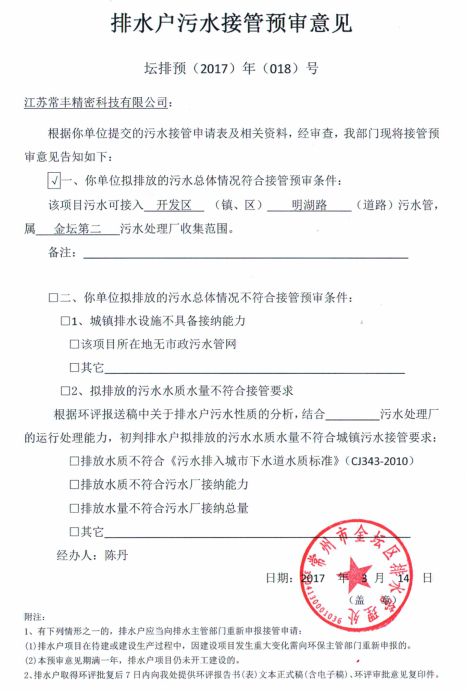 排水户污水接管预审意见
坛排预（2017）年（018）号
江苏常丰精密科技有限公司：
根据你单位提交的污水接管申请表及相关资料，经审查，我部门现将接管预
审意见告知如下：
☑一、你单位拟排放的污水总体情况符合接管预审条件：
该项目污水可接入 开发区 （镇、区） 明湖路 （道路）污水管，
属 金坛第二 污水处理厂收集范围。
备注：
□二、你单位拟排放的污水总体情况不符合接管预审条件：
□1、城镇排水设施不具备接纳能力
□该项目所在地无市政污水管网
□其它
□2、拟排放的污水水质水量不符合接管要求
根据环评报送稿中关于排水户污水性质的分析，结合 污水处理厂
的运行处理能力，初判排水户拟排放的污水水质水量不符合城镇污水接管要求：
□排放水质不符合《污水排入城市下水道水质标准》（CJ343-2010）
□排放水质不符合污水厂接纳能力
□排放水量不符合污水厂接纳总量
□其它
经办人：陈丹
日期：2017 年 3 月 14 日
（盖 章）
常州市金坛区排水管理处
附注：
1、有下列情形之一的，排水户应当向排水主管部门重新申报接管申请：
(1)排水户项目在待建或建设生产过程中，因建设项目发生重大变化需向环保主管部门重新申报的。
(2)本预审意见期满一年，排水户项目仍未开工建设的。
2、排水户取得环评批复后 7 日内向我处提供环评报告书(表)文本正式稿(含电子稿)、环评审批意见复印件。